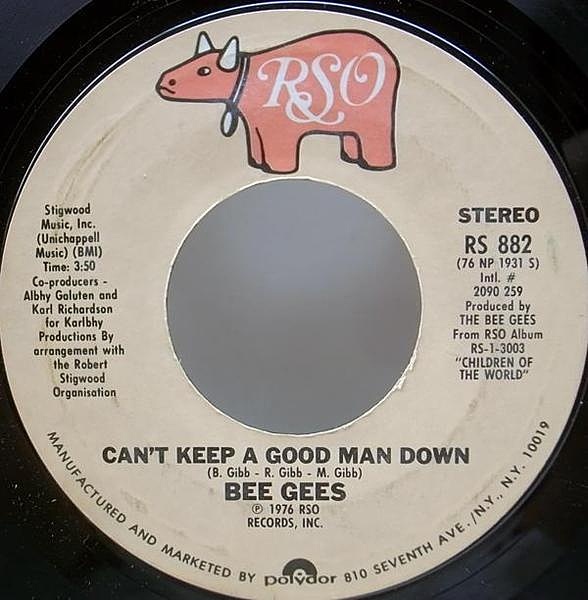 RSO
Stigwood
Music, Inc.
(Unichappell
Music) (BMI)
Time: 3:50
Co-producers -
Albhy Galuten and
Karl Richardson
for Karlbhy
Productions By
arrangement with
the Robert
Stigwood
Organisation
STEREO
RS 882
(76 NP 1931 S)
Intl. #
2090 259
Produced by
THE BEE GEES
From RSO Album
RS-1-3003
"CHILDREN OF
THE WORLD"
CAN'T KEEP A GOOD MAN DOWN
(B. Gibb - R. Gibb - M. Gibb)
BEE GEES
℗ 1976 RSO
RECORDS, INC.
MANUFACTURED AND MARKETED BY polydor 810 SEVENTH AVE./N.Y., N.Y. 10019